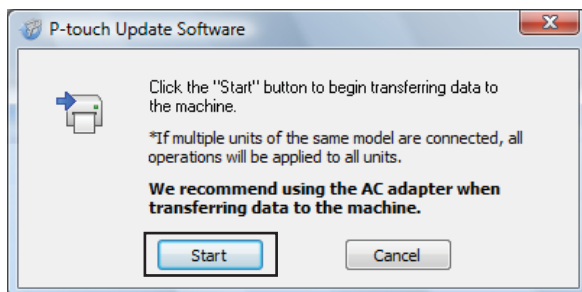 P-touch Update Software
Click the "Start" button to begin transferring data to
the machine.
*If multiple units of the same model are connected, all
operations will be applied to all units.
We recommend using the AC adapter when
transferring data to the machine.
Start Cancel